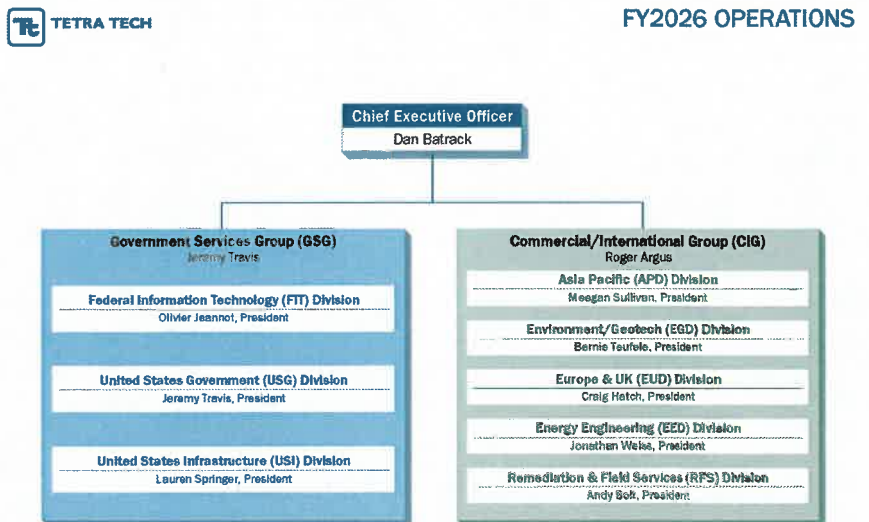 TETRA TECH
FY2026 OPERATIONS
Chief Executive Officer
Dan Batrack
Government Services Group (GSG)
Jeremy Travis
Federal Information Technology (FIT) Division
Olivier Jeannot, President
United States Government (USG) Division
Jeremy Travis, President
United States Infrastructure (USI) Division
Lauren Springer, President
Commercial/International Group (CIG)
Roger Argus
Asia Pacific (APD) Division
Meegan Sullivan, President
Environment/Geotech (EGD) Division
Bernie Teufele, President
Europe & UK (EUD) Division
Craig Hatch, President
Energy Engineering (EED) Division
Jonathan Weiss, President
Remediation & Field Services (RFS) Division
Andy Bolt, President